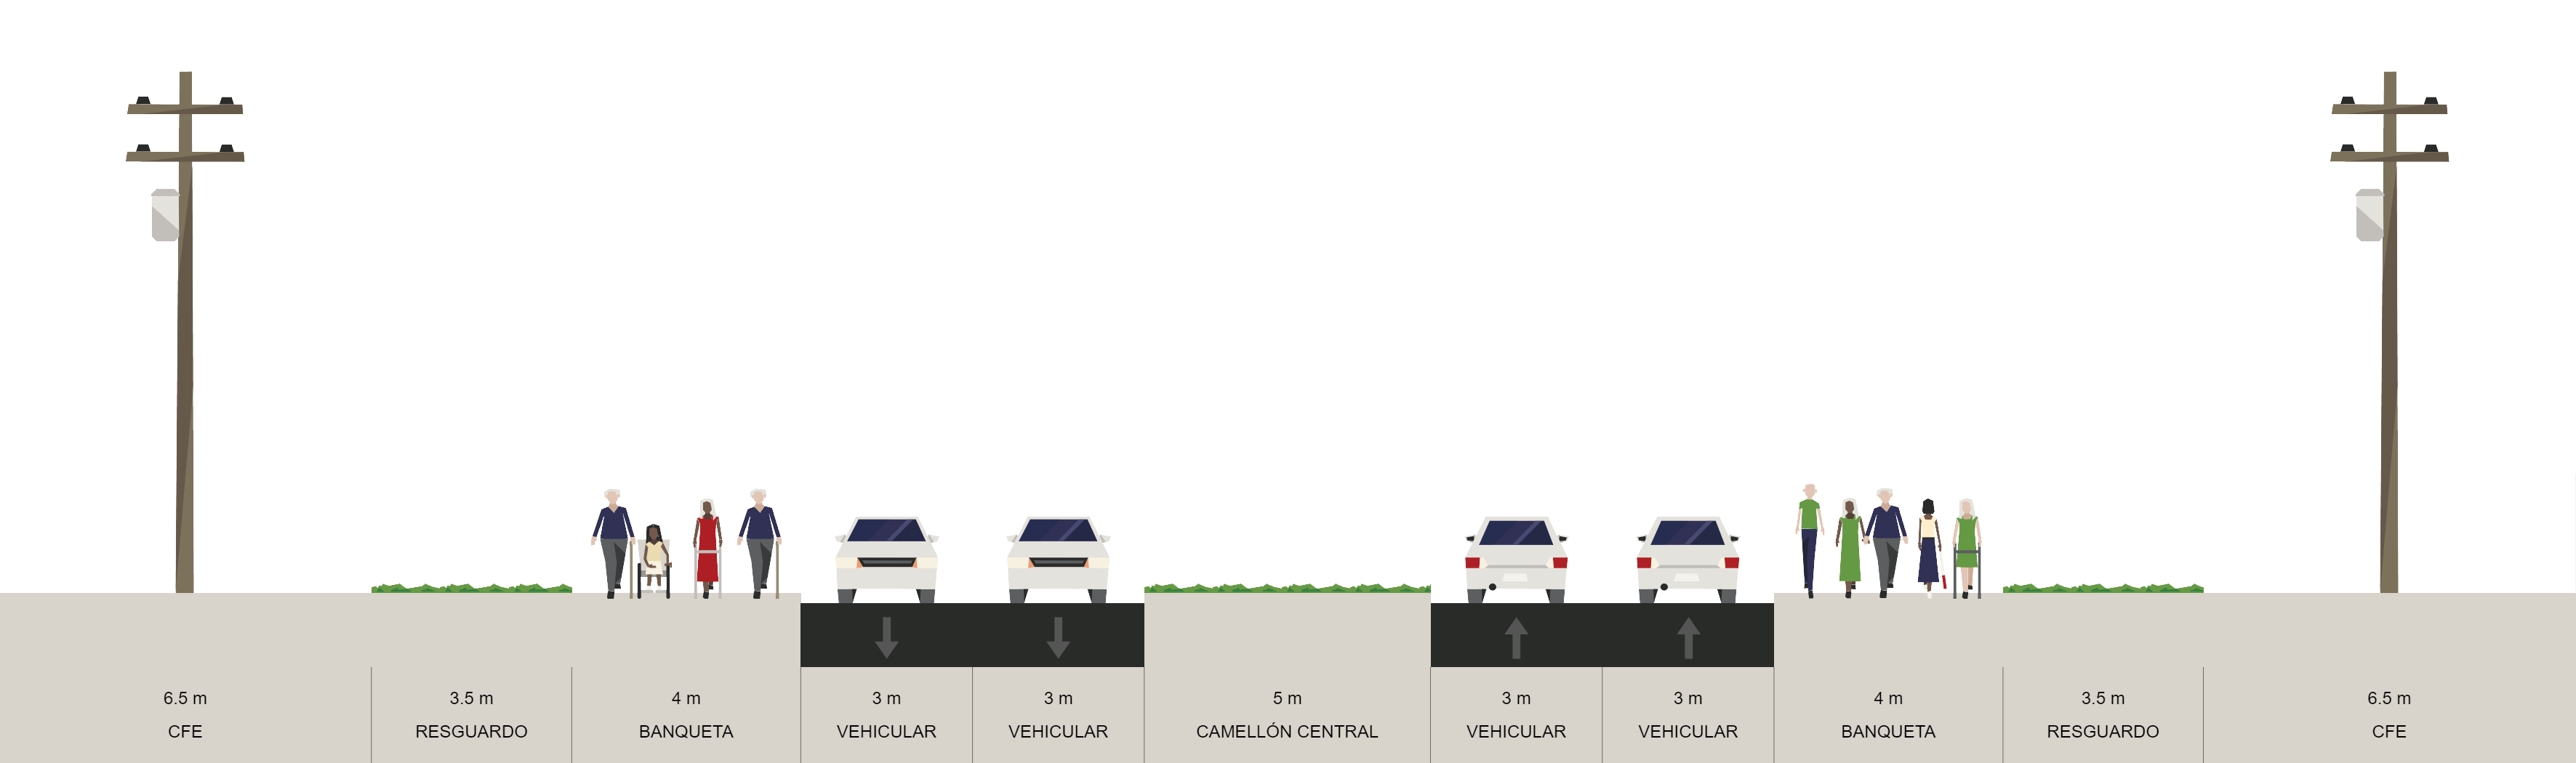 6.5 m
CFE
3.5 m
RESGUARDO
4 m
BANQUETA
3 m
VEHICULAR
3 m
VEHICULAR
5 m
CAMELLÓN CENTRAL
3 m
VEHICULAR
3 m
VEHICULAR
4 m
BANQUETA
3.5 m
RESGUARDO
6.5 m
CFE